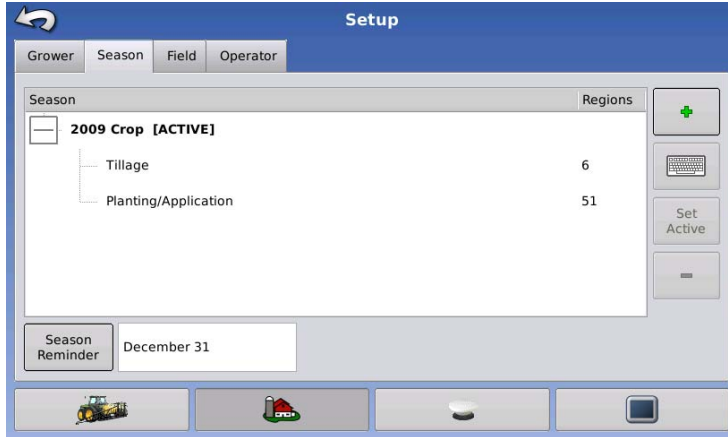 Setup
Grower Season Field Operator
Season Regions
2009 Crop [ACTIVE]
Tillage 6
Planting/Application 51
Set
Active
Season
Reminder
December 31